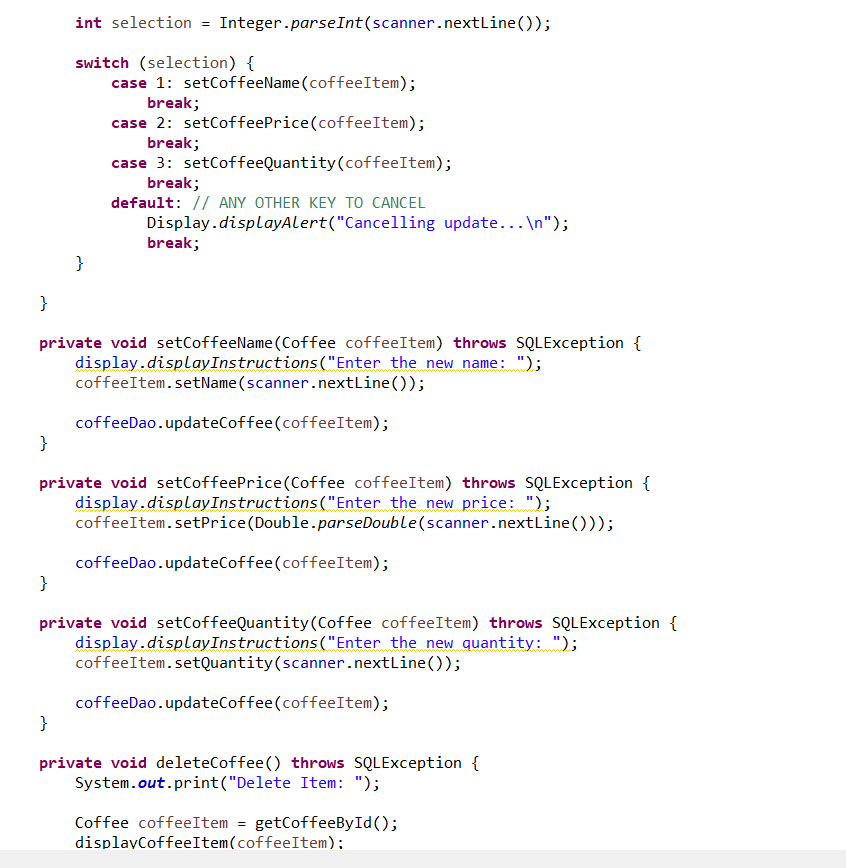 int selection = Integer.parseInt(scanner.nextLine());
switch (selection) {
case 1: setCoffeeName(coffeeItem);
break;
case 2: setCoffeePrice(coffeeItem);
break;
case 3: setCoffeeQuantity(coffeeItem);
break;
default: // ANY OTHER KEY TO CANCEL
Display.displayAlert("Cancelling update...\n");
break;
}
}
private void setCoffeeName(Coffee coffeeItem) throws SQLException {
display.displayInstructions("Enter the new name: ");
coffeeItem.setName(scanner.nextLine());
coffeeDao.updateCoffee(coffeeItem);
}
private void setCoffeePrice(Coffee coffeeItem) throws SQLException {
display.displayInstructions("Enter the new price: ");
coffeeItem.setPrice(Double.parseDouble(scanner.nextLine()));
coffeeDao.updateCoffee(coffeeItem);
}
private void setCoffeeQuantity(Coffee coffeeItem) throws SQLException {
display.displayInstructions("Enter the new quantity: ");
coffeeItem.setQuantity(scanner.nextLine());
coffeeDao.updateCoffee(coffeeItem);
}
private void deleteCoffee() throws SQLException {
System.out.print("Delete Item: ");
Coffee coffeeItem = getCoffeeById();
displayCoffeeItem(coffeeItem);